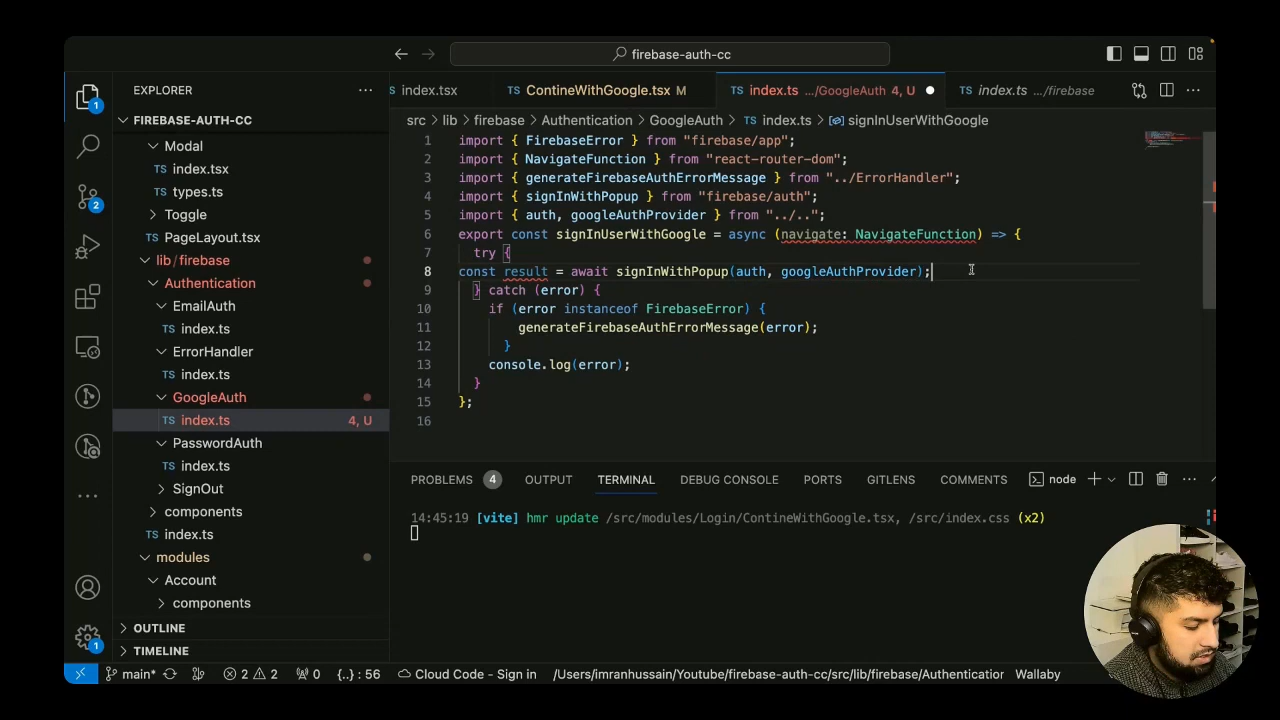 firebase-auth-cc
EXPLORER
index.tsx
ContineWithGoogle.tsx M
index.ts .../GoogleAuth 4, U
index.ts .../firebase
FIREBASE-AUTH-CC
src > lib > firebase > Authentication > GoogleAuth > TS index.ts > signInUserWithGoogle
Modal
index.tsx
TS types.ts
Toggle
PageLayout.tsx
lib / firebase
Authentication
EmailAuth
TS index.ts
ErrorHandler
TS index.ts
GoogleAuth
TS index.ts 4, U
PasswordAuth
TS index.ts
SignOut
components
TS index.ts
modules
Account
components
OUTLINE
TIMELINE
1 import { FirebaseError } from "firebase/app";
2 import { NavigateFunction } from "react-router-dom";
3 import { generateFirebaseAuthErrorMessage } from "../ErrorHandler";
4 import { signInWithPopup } from "firebase/auth";
5 import { auth, googleAuthProvider } from "../..";
6 export const signInUserWithGoogle = async (navigate: NavigateFunction) => {
7 try {
8 const result = await signInWithPopup(auth, googleAuthProvider);
9 } catch (error) {
10 if (error instanceof FirebaseError) {
11 generateFirebaseAuthErrorMessage(error);
12 }
13 console.log(error);
14 }
15 };
16
PROBLEMS 4 OUTPUT TERMINAL DEBUG CONSOLE PORTS GITLENS COMMENTS node
14:45:19 [vite] hmr update /src/modules/Login/ContineWithGoogle.tsx, /src/index.css (x2)
main* 2 2 0 {..} : 56 Cloud Code - Sign in /Users/imranhussain/Youtube/firebase-auth-cc/src/lib/firebase/Authentication Wallaby